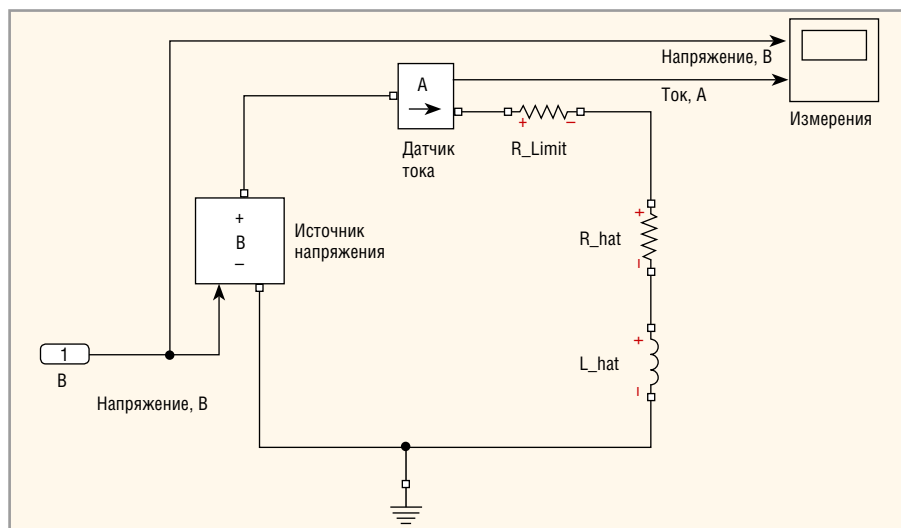 Напряжение, В
A
Ток, А
Измерения
+ −
Датчик
тока
R_Limit
+
В
−
Источник
напряжения
+
R_hat
−
1
В
+
L_hat
−
Напряжение, В